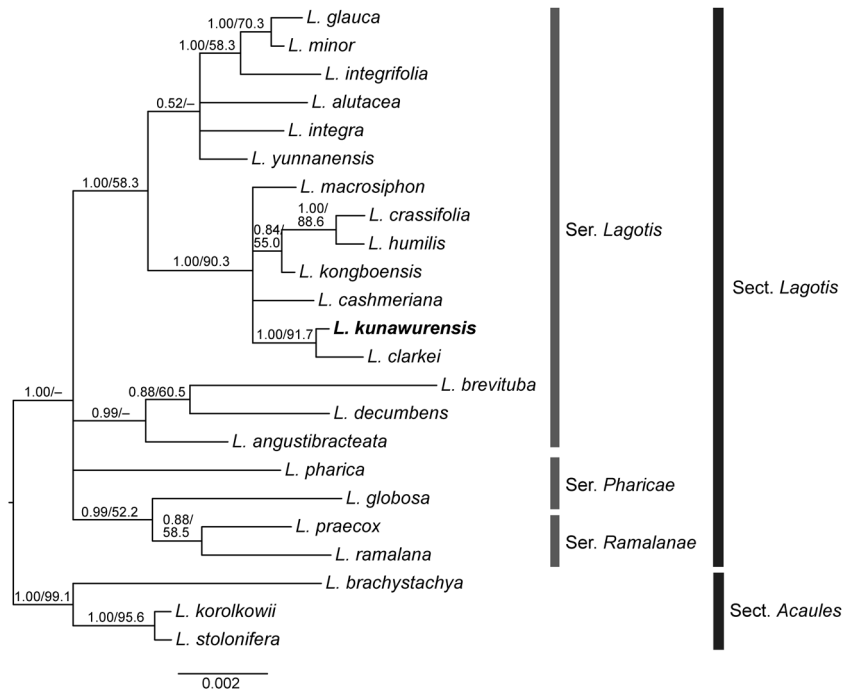 1.00/70.3
L. glauca
1.00/58.3
L. minor
L. integrifolia
0.52/–
L. alutacea
L. integra
L. yunnanensis
1.00/58.3
L. macrosiphon
1.00/
88.6
L. crassifolia
0.84/
55.0
L. humilis
Ser. Lagotis
1.00/90.3
L. kongboensis
L. cashmeriana
Sect. Lagotis
1.00/91.7
L. kunawurensis
L. clarkei
1.00/–
0.88/60.5
L. brevituba
0.99/–
L. decumbens
L. angustibracteata
L. pharica
Ser. Pharicae
L. globosa
0.99/52.2
0.88/
58.5
L. praecox
Ser. Ramalanae
L. ramalana
1.00/99.1
L. brachystachya
1.00/95.6
L. korolkowii
Sect. Acaules
L. stolonifera
0.002